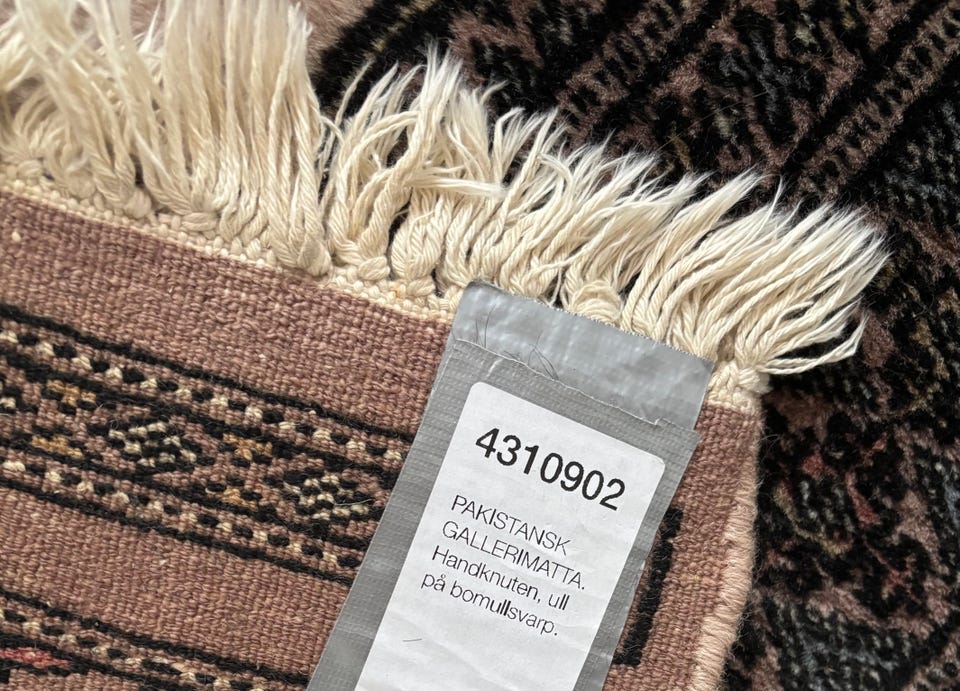 4310902
PAKISTANSK
GALLERIMATTA.
Handknuten, ull
på bomullsvarp.